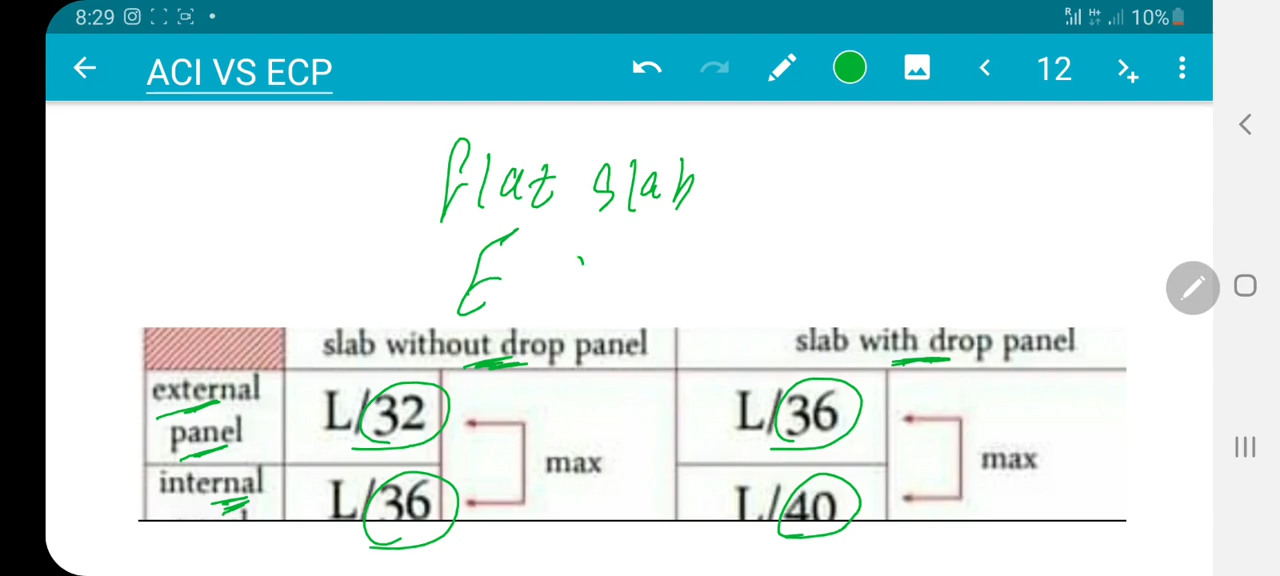 8:29 R H+ 10%
ACI VS ECP 12
flat slab
E
slab without drop panel slab with drop panel
external L/32 L/36
panel max max
internal L/36 L/40